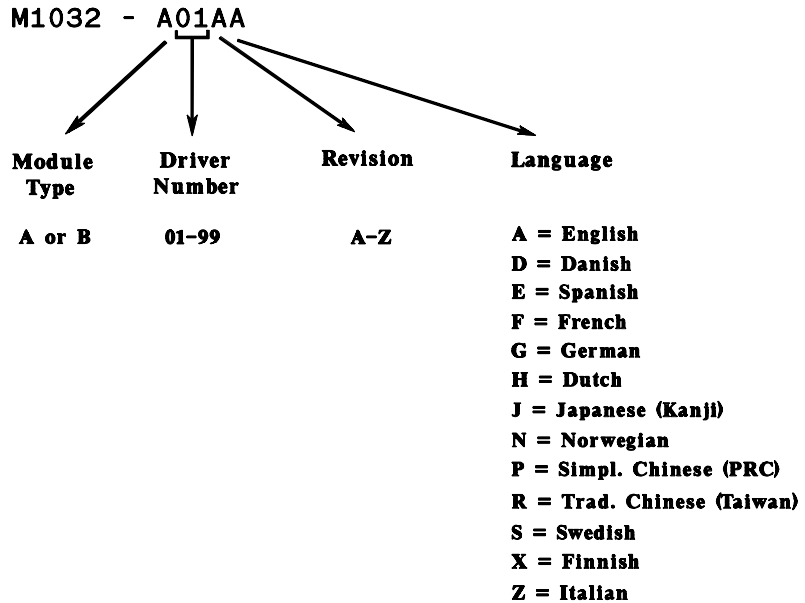 M1032 - A01AA
Module Type
Driver Number
Revision
Language
A or B
01-99
A-Z
A = English
D = Danish
E = Spanish
F = French
G = German
H = Dutch
J = Japanese (Kanji)
N = Norwegian
P = Simpl. Chinese (PRC)
R = Trad. Chinese (Taiwan)
S = Swedish
X = Finnish
Z = Italian